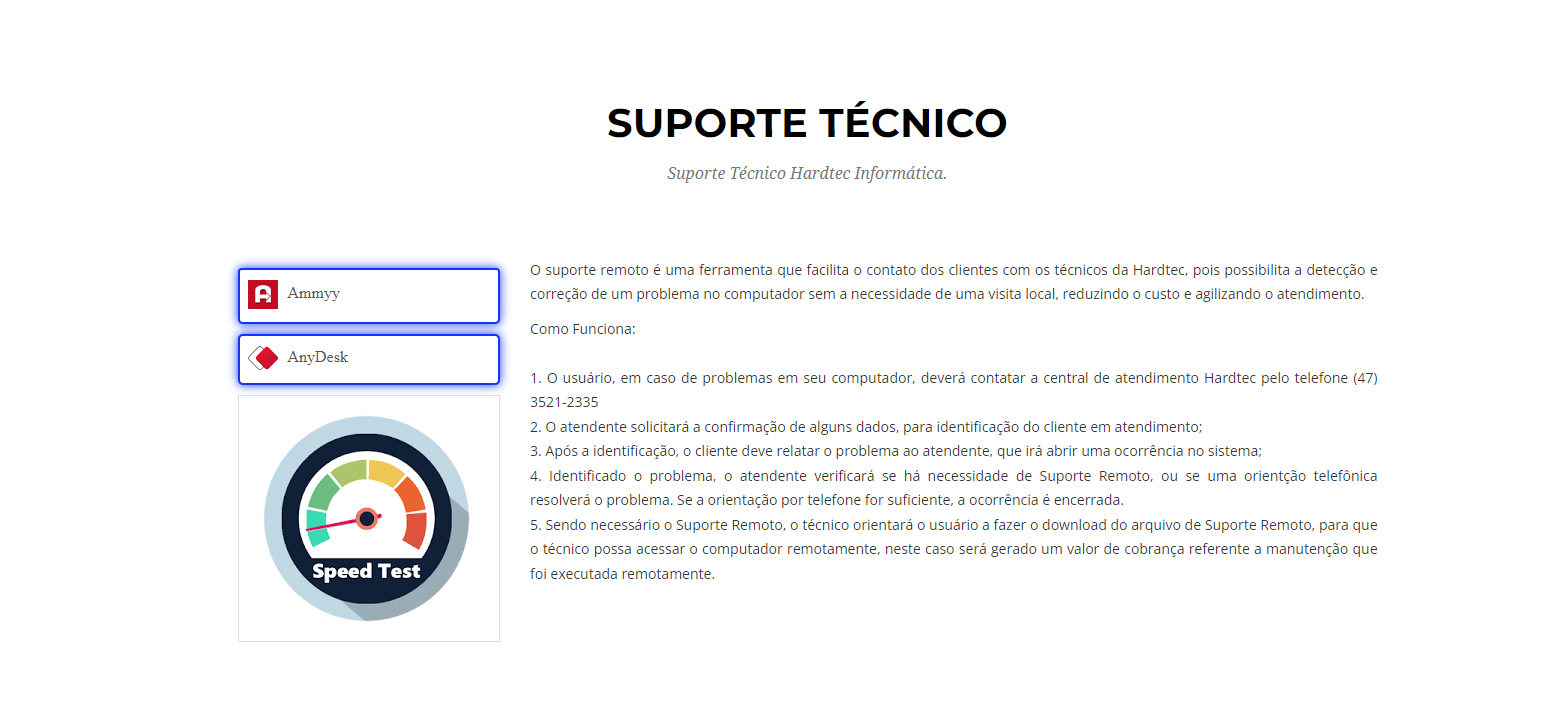 SUPORTE TÉCNICO
Suporte Técnico Hardtec Informática.
Ammyy
AnyDesk
Speed Test
O suporte remoto é uma ferramenta que facilita o contato dos clientes com os técnicos da Hardtec, pois possibilita a detecção e
correção de um problema no computador sem a necessidade de uma visita local, reduzindo o custo e agilizando o atendimento.
Como Funciona:
1. O usuário, em caso de problemas em seu computador, deverá contatar a central de atendimento Hardtec pelo telefone (47)
3521-2335
2. O atendente solicitará a confirmação de alguns dados, para identificação do cliente em atendimento;
3. Após a identificação, o cliente deve relatar o problema ao atendente, que irá abrir uma ocorrência no sistema;
4. Identificado o problema, o atendente verificará se há necessidade de Suporte Remoto, ou se uma orientção telefônica
resolverá o problema. Se a orientação por telefone for suficiente, a ocorrência é encerrada.
5. Sendo necessário o Suporte Remoto, o técnico orientará o usuário a fazer o download do arquivo de Suporte Remoto, para que
o técnico possa acessar o computador remotamente, neste caso será gerado um valor de cobrança referente a manutenção que
foi executada remotamente.